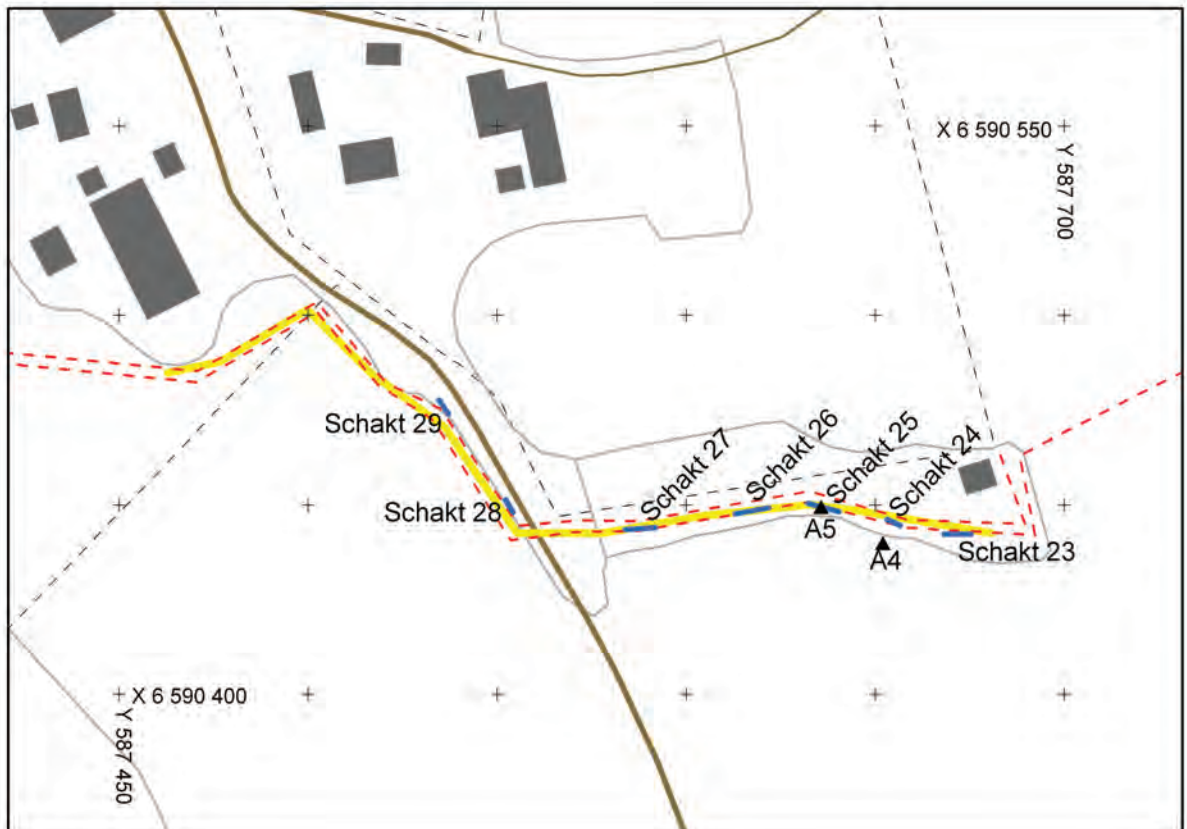 X 6 590 550
Y 587 700
Schakt 29
Schakt 28
Schakt 27
Schakt 26
Schakt 25
Schakt 24
A5
A4
Schakt 23
X 6 590 400
Y 587 450